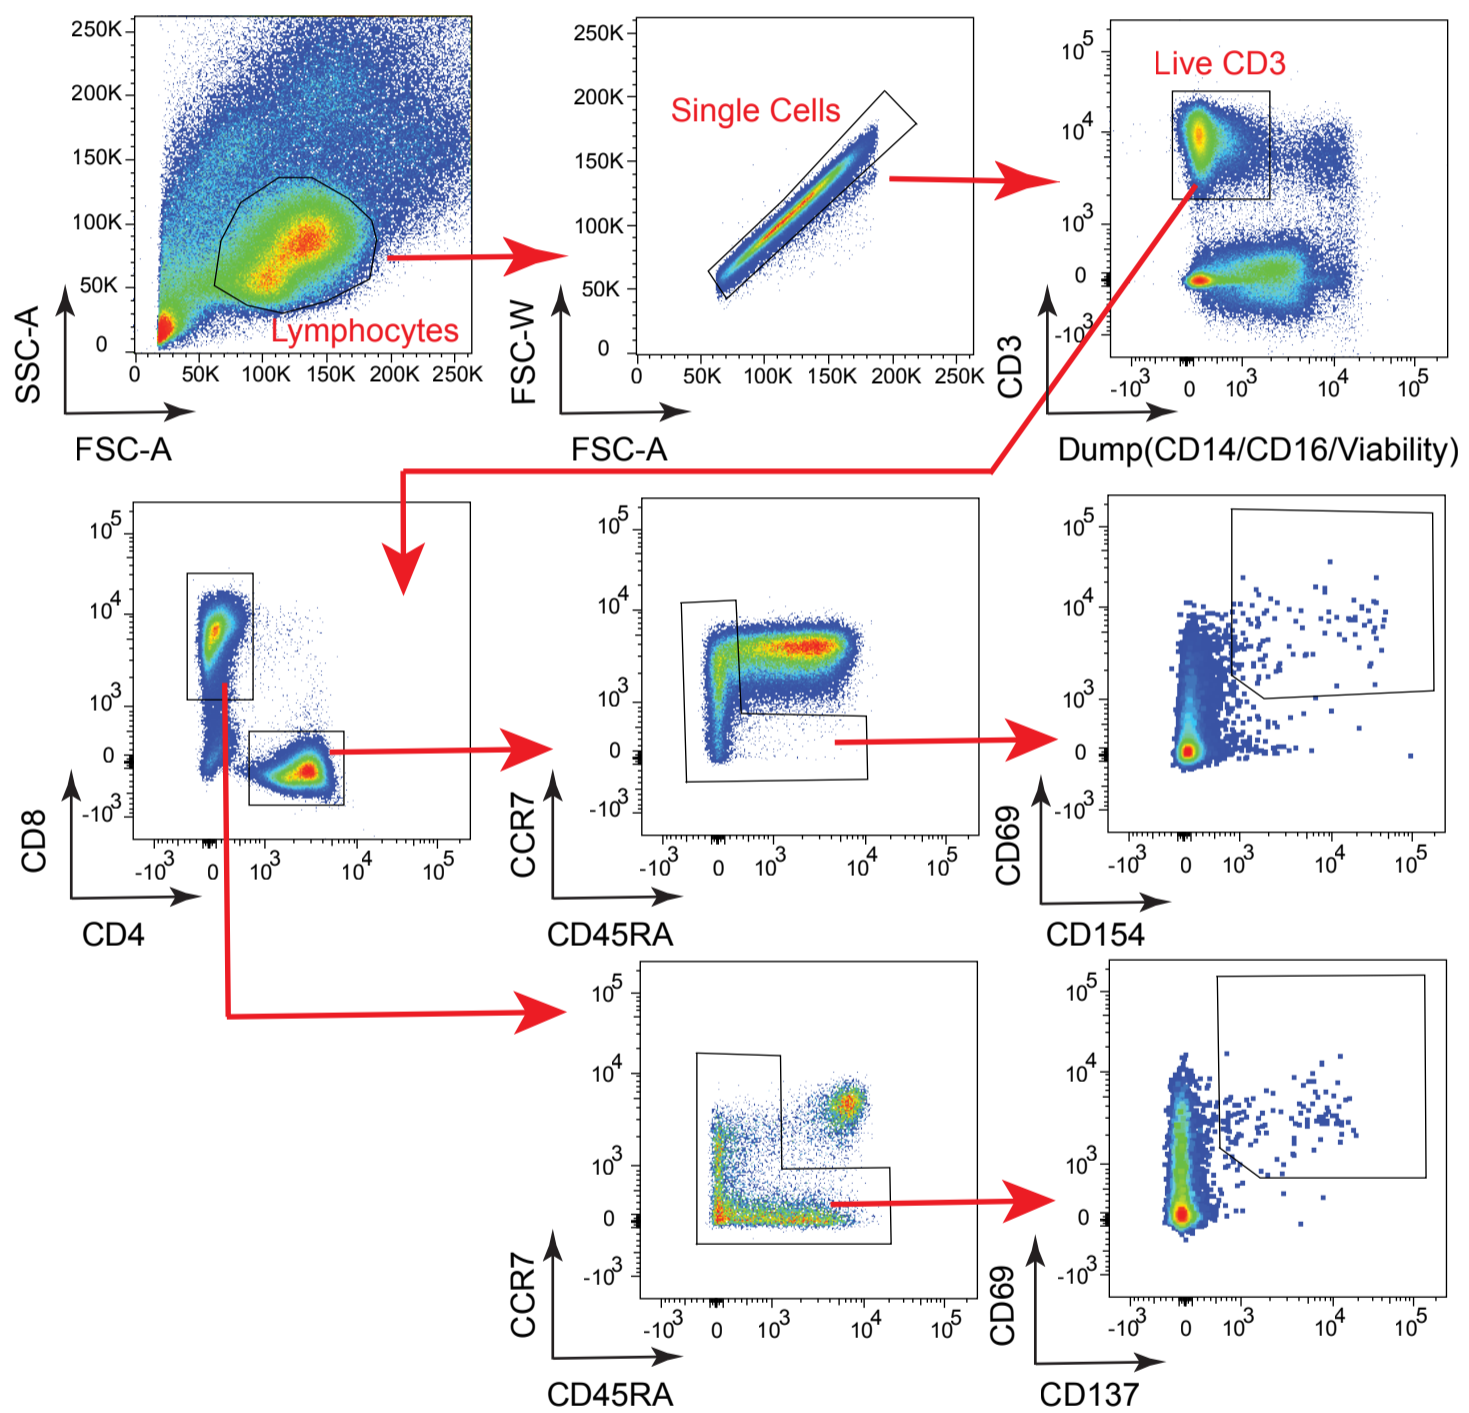 250K
200K
150K
100K
50K
0
0 50K 100K 150K 200K 250K
SSC-A
FSC-A
Lymphocytes
250K
200K
150K
100K
50K
0
0 50K 100K 150K 200K 250K
FSC-W
FSC-A
Single Cells
10^5
10^4
10^3
0
-10^3
-10^3 0 10^3 10^4 10^5
CD3
Dump(CD14/CD16/Viability)
Live CD3
10^5
10^4
10^3
0
-10^3
-10^3 0 10^3 10^4 10^5
CD8
CD4
10^5
10^4
10^3
0
-10^3
-10^3 0 10^3 10^4 10^5
CCR7
CD45RA
10^5
10^4
10^3
0
-10^3
-10^3 0 10^3 10^4 10^5
CD69
CD154
10^5
10^4
10^3
0
-10^3
-10^3 0 10^3 10^4 10^5
CCR7
CD45RA
10^5
10^4
10^3
0
-10^3
-10^3 0 10^3 10^4 10^5
CD69
CD137